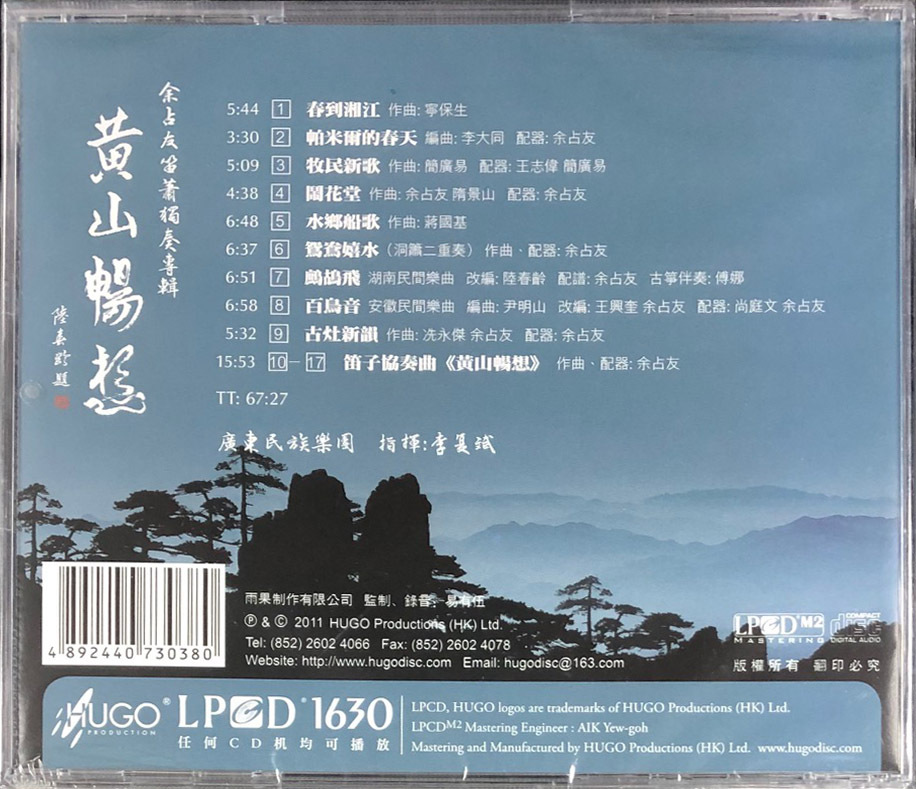 余占友笛蕭獨奏專輯
黃山暢想
陸春齡題
5:44 1 春到湘江 作曲: 寧保生
3:30 2 帕米爾的春天 編曲: 李大同 配器: 余占友
5:09 3 牧民新歌 作曲: 簡廣易 配器: 王志偉 簡廣易
4:38 4 鬧花堂 作曲: 余占友 隋景山 配器: 余占友
6:48 5 水鄉船歌 作曲: 蔣國基
6:37 6 鴛鴦嬉水（洞簫二重奏）作曲、配器: 余占友
6:51 7 鷓鴣飛 湖南民間樂曲 改編: 陸春齡 配譜: 余占友 古箏伴奏: 傅娜
6:58 8 百鳥音 安徽民間樂曲 編曲: 尹明山 改編: 王興奎 余占友 配器: 尚庭文 余占友
5:32 9 古灶新韻 作曲: 冼永傑 余占友 配器: 余占友
15:53 10－17 笛子協奏曲《黃山暢想》 作曲、配器: 余占友
TT: 67:27
廣東民族樂團 指揮:李复斌
雨果制作有限公司 監制、錄音: 易有伍
℗ & © 2011 HUGO Productions (HK) Ltd.
Tel: (852) 2602 4066 Fax: (852) 2602 4078
Website: http://www.hugodisc.com Email: hugodisc@163.com
4 892440 730380
LPCD M2
MASTERING
COMPACT
disc
DIGITAL AUDIO
版權所有 翻印必究
HUGO®
PRODUCTION
LPCD® 1630
任何CD机均可播放
LPCD, HUGO logos are trademarks of HUGO Productions (HK) Ltd.
LPCDM2 Mastering Engineer : AIK Yew-goh
Mastering and Manufactured by HUGO Productions (HK) Ltd. www.hugodisc.com